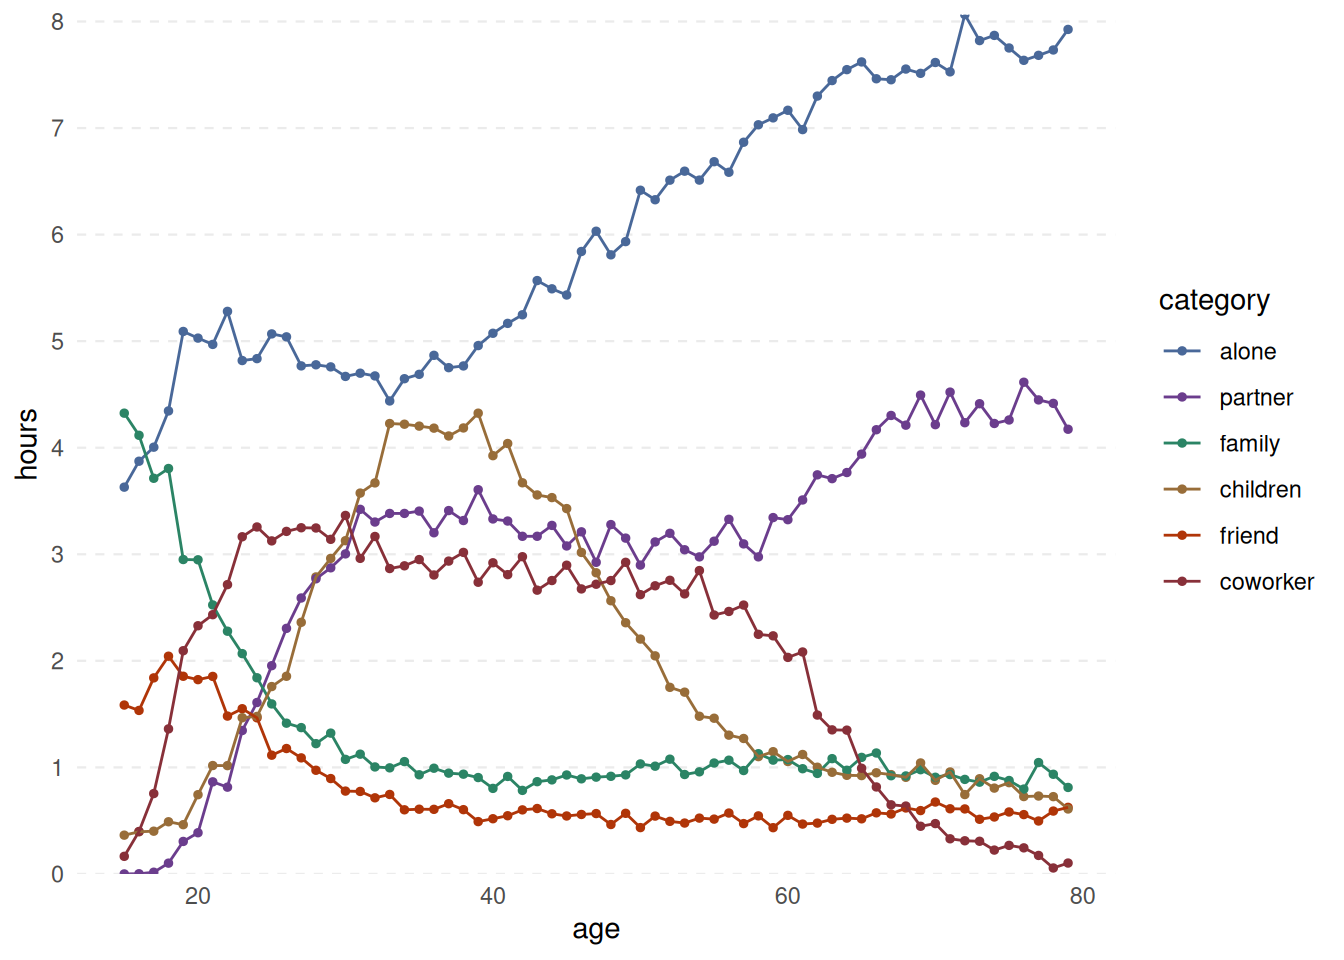 8
7
6
5
4
3
2
1
0
hours
20 40 60 80
age
category
alone
partner
family
children
friend
coworker